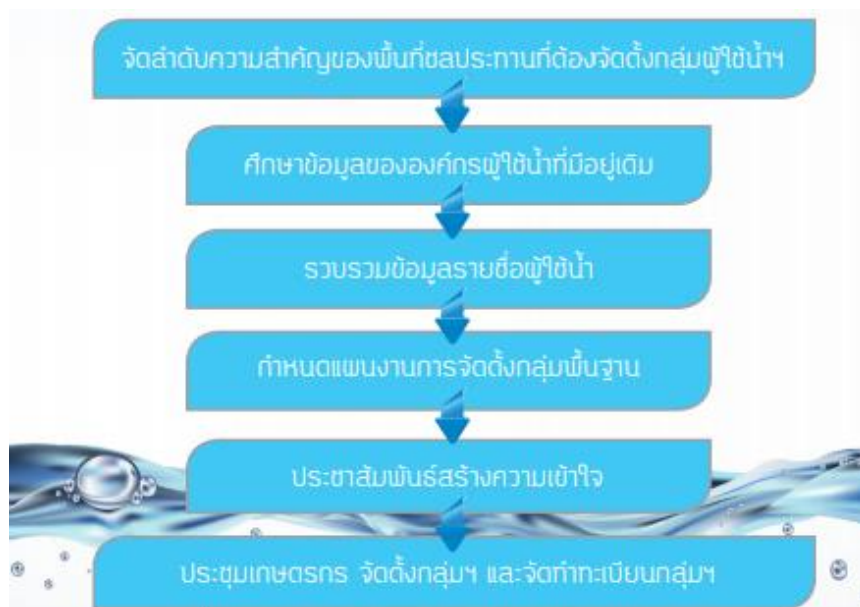 จัดลำดับความสำคัญของพื้นที่ชลประทานที่ต้องจัดตั้งกลุ่มผู้ใช้น้ำฯ
ศึกษาข้อมูลขององค์กรผู้ใช้น้ำที่มีอยู่เดิม
รวบรวมข้อมูลรายชื่อผู้ใช้น้ำ
กำหนดแผนงานการจัดตั้งกลุ่มพื้นฐาน
ประชาสัมพันธ์สร้างความเข้าใจ
ประชุมเกษตรกร จัดตั้งกลุ่มฯ และจัดทำทะเบียนกลุ่มฯ